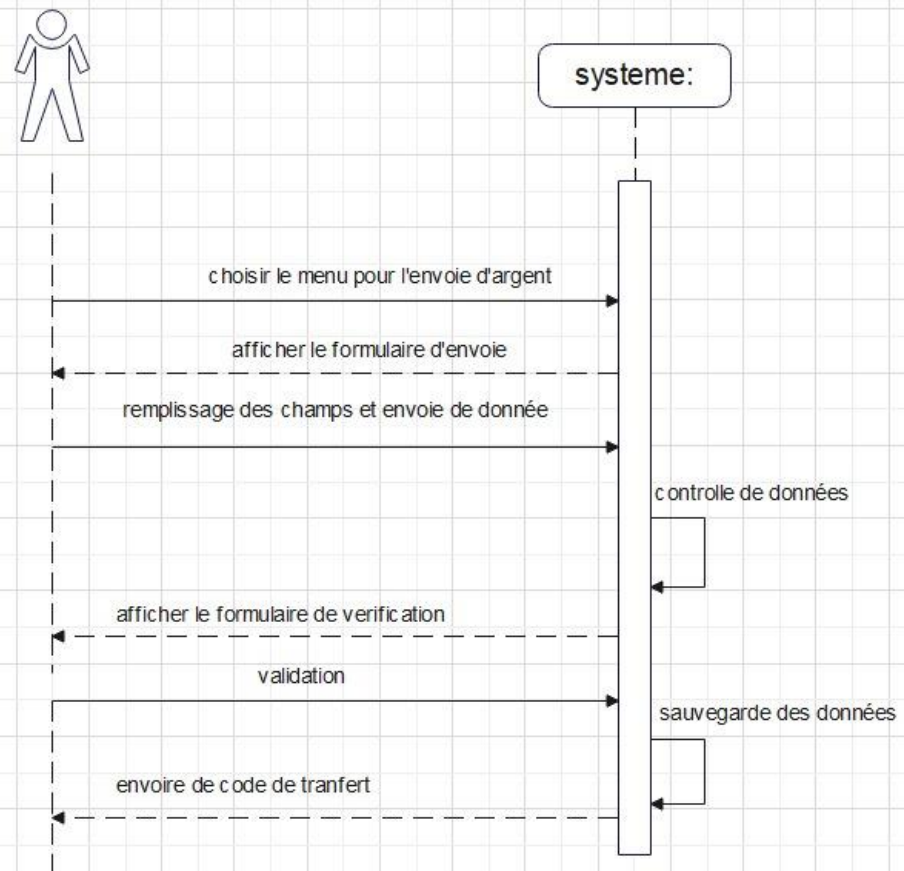 systeme:
choisir le menu pour l'envoie d'argent
afficher le formulaire d'envoie
remplissage des champs et envoie de donnée
controlle de données
afficher le formulaire de verification
validation
sauvegarde des données
envoire de code de tranfert